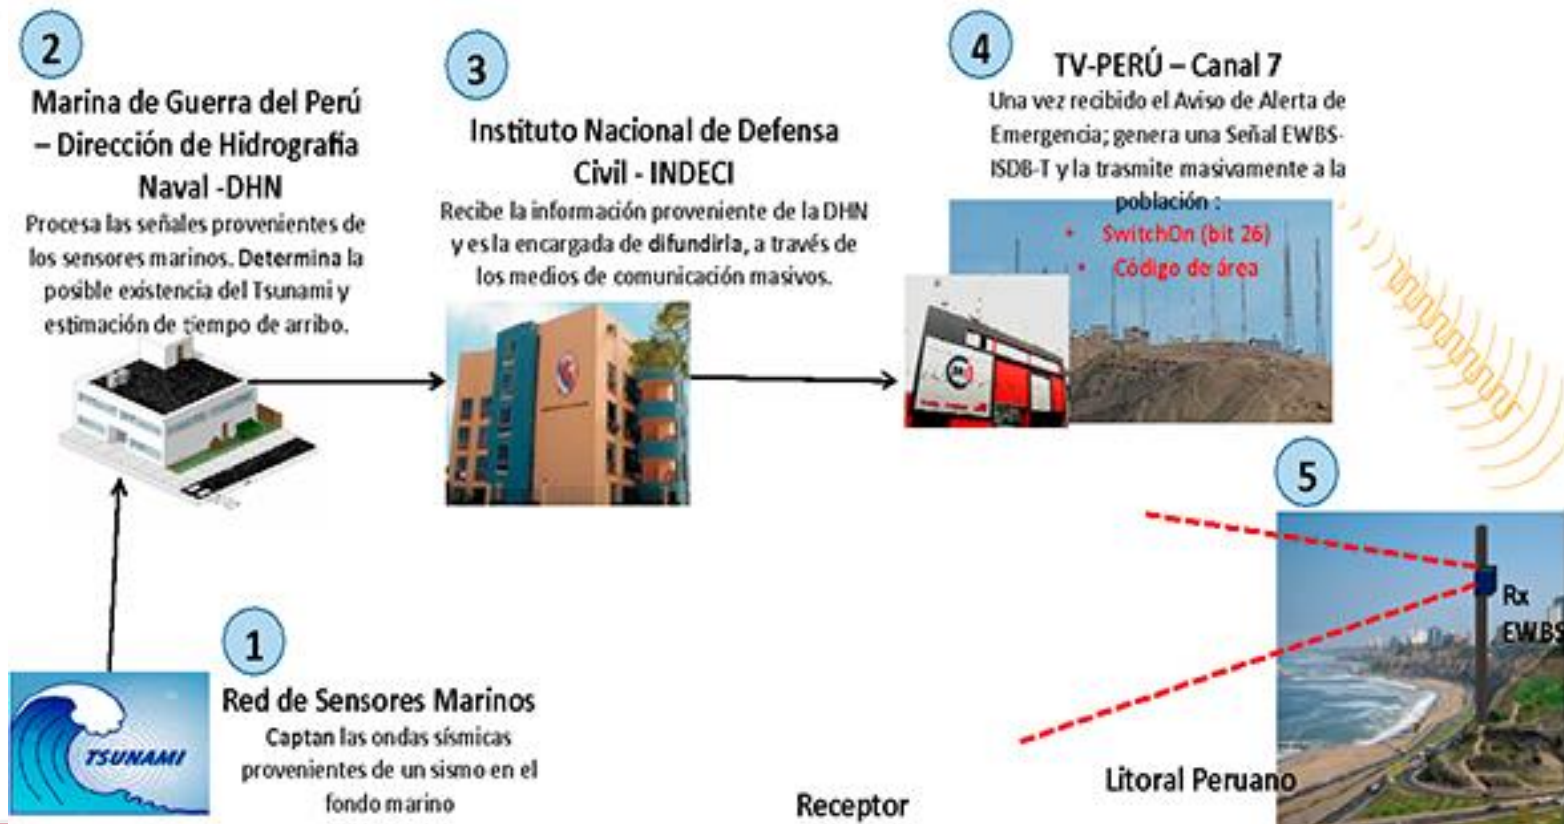 2
Marina de Guerra del Perú
– Dirección de Hidrografía
Naval -DHN
Procesa las señales provenientes de
los sensores marinos. Determina la
posible existencia del Tsunami y
estimación de tiempo de arribo.
3
Instituto Nacional de Defensa
Civil - INDECI
Recibe la información proveniente de la DHN
y es la encargada de difundirla, a través de
los medios de comunicación masivos.
4
TV-PERÚ – Canal 7
Una vez recibido el Aviso de Alerta de
Emergencia; genera una Señal EWBS-
ISDB-T y la trasmite masivamente a la
población :
• SwitchOn (bit 26)
• Código de área
5
Rx
EWBS
1
Red de Sensores Marinos
Captan las ondas sísmicas
provenientes de un sismo en el
fondo marino
TSUNAMI
Litoral Peruano
Receptor